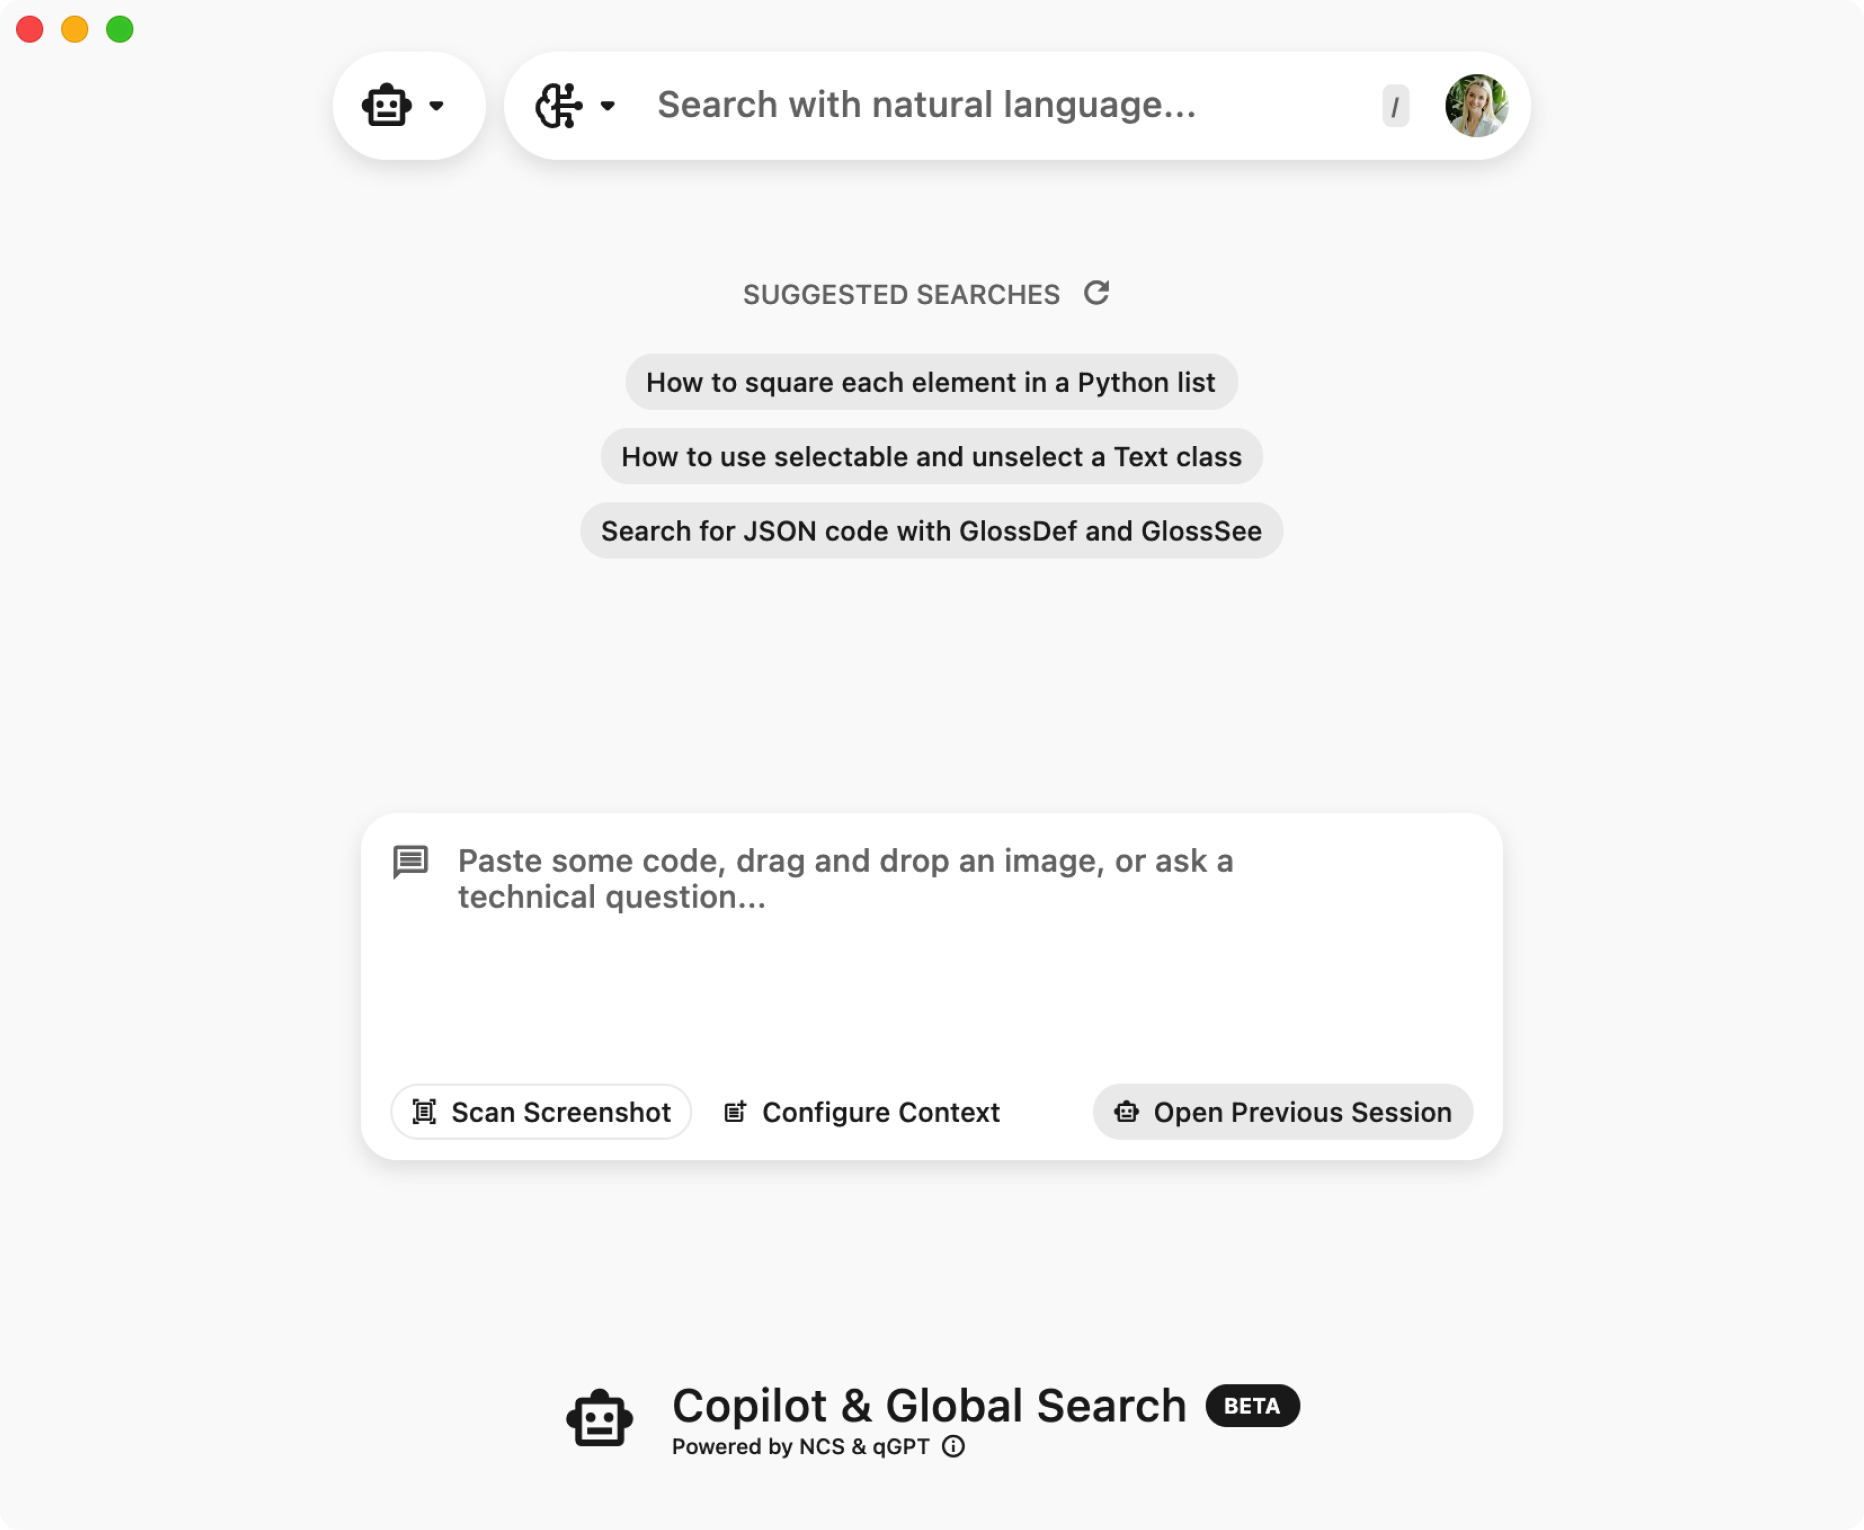 Search with natural language...
/
SUGGESTED SEARCHES
How to square each element in a Python list
How to use selectable and unselect a Text class
Search for JSON code with GlossDef and GlossSee
Paste some code, drag and drop an image, or ask a
technical question...
Scan Screenshot
Configure Context
Open Previous Session
Copilot & Global Search
BETA
Powered by NCS & qGPT